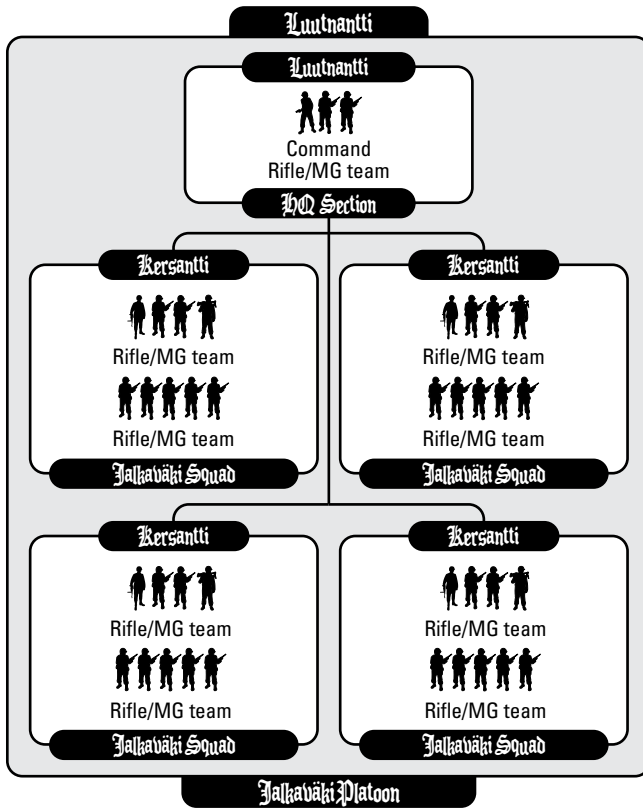 Luutnantti
Luutnantti
Command
Rifle/MG team
HQ Section
Kersantti
Rifle/MG team
Rifle/MG team
Jalkaväki Squad
Kersantti
Rifle/MG team
Rifle/MG team
Jalkaväki Squad
Kersantti
Rifle/MG team
Rifle/MG team
Jalkaväki Squad
Kersantti
Rifle/MG team
Rifle/MG team
Jalkaväki Squad
Jalkaväki Platoon